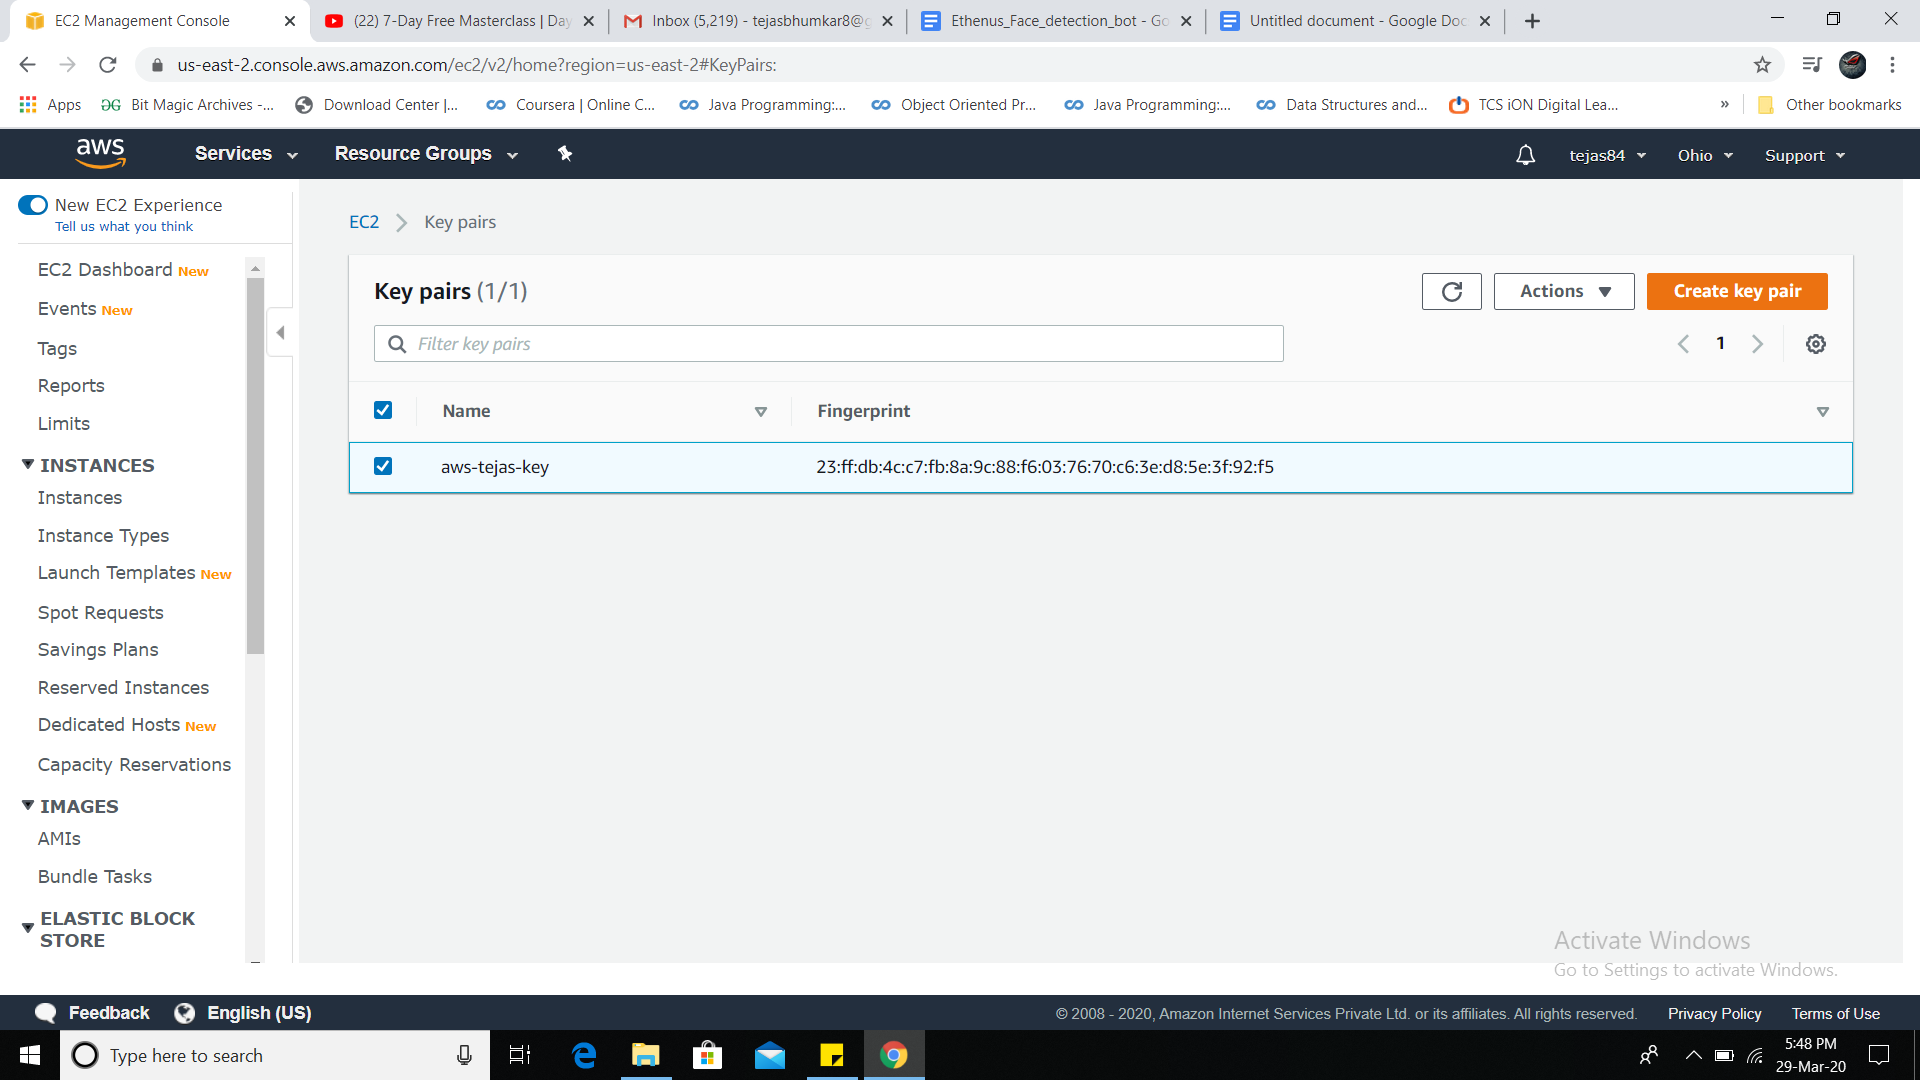 EC2 Management Console
(22) 7-Day Free Masterclass | Day
Inbox (5,219) - tejasbhumkar8@g
Ethenus_Face_detection_bot - Go
Untitled document - Google Doc
us-east-2.console.aws.amazon.com/ec2/v2/home?region=us-east-2#KeyPairs:
Apps
Bit Magic Archives -...
Download Center |...
Coursera | Online C...
Java Programming:...
Object Oriented Pr...
Java Programming:...
Data Structures and...
TCS iON Digital Lea...
»
Other bookmarks
aws
Services
Resource Groups
tejas84
Ohio
Support
New EC2 Experience
Tell us what you think
EC2 Dashboard New
Events New
Tags
Reports
Limits
INSTANCES
Instances
Instance Types
Launch Templates New
Spot Requests
Savings Plans
Reserved Instances
Dedicated Hosts New
Capacity Reservations
IMAGES
AMIs
Bundle Tasks
ELASTIC BLOCK
STORE
EC2
Key pairs
Key pairs (1/1)
Actions
Create key pair
Filter key pairs
1
Name
Fingerprint
aws-tejas-key
23:ff:db:4c:c7:fb:8a:9c:88:f6:03:76:70:c6:3e:d8:5e:3f:92:f5
Activate Windows
Go to Settings to activate Windows.
Feedback
English (US)
© 2008 - 2020, Amazon Internet Services Private Ltd. or its affiliates. All rights reserved.
Privacy Policy
Terms of Use
Type here to search
5:48 PM
29-Mar-20